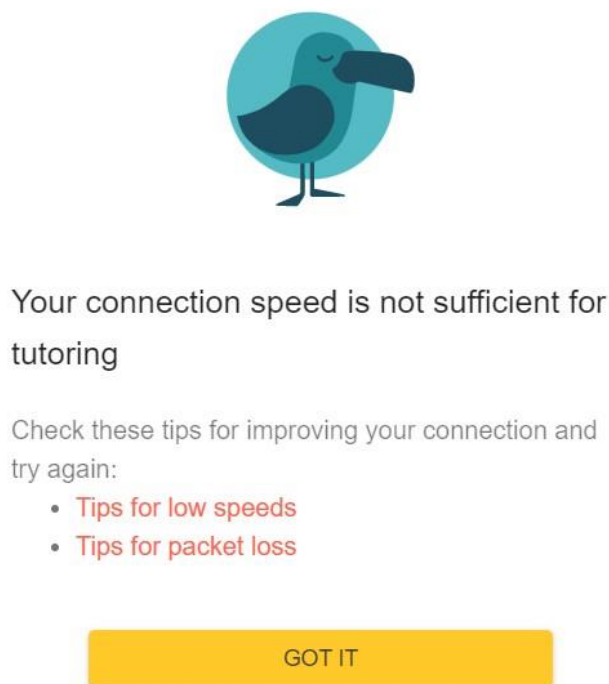 Your connection speed is not sufficient for
tutoring
Check these tips for improving your connection and
try again:
• Tips for low speeds
• Tips for packet loss
GOT IT